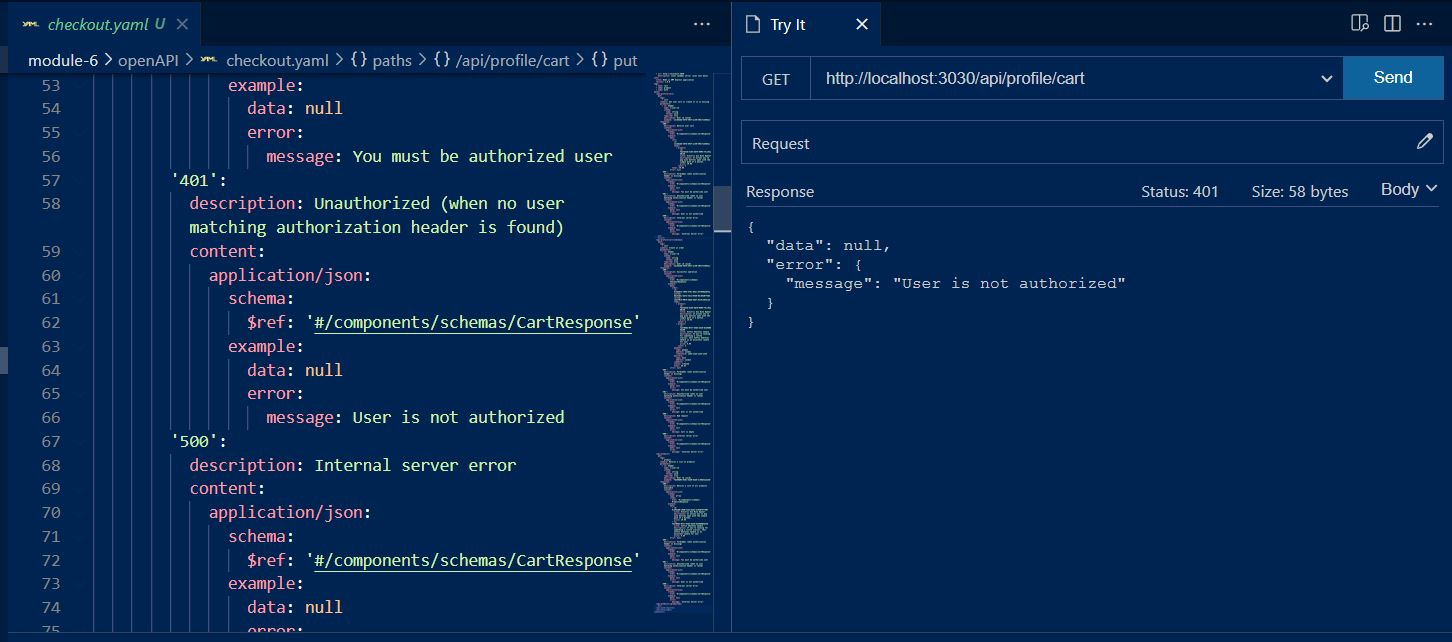 YAML checkout.yaml U
module-6 > openAPI > YAML checkout.yaml > {} paths > {} /api/profile/cart > {} put
53 example:
54 data: null
55 error:
56 message: You must be authorized user
57 '401':
58 description: Unauthorized (when no user
matching authorization header is found)
59 content:
60 application/json:
61 schema:
62 $ref: '#/components/schemas/CartResponse'
63 example:
64 data: null
65 error:
66 message: User is not authorized
67 '500':
68 description: Internal server error
69 content:
70 application/json:
71 schema:
72 $ref: '#/components/schemas/CartResponse'
73 example:
74 data: null
75 error:
Try It
GET http://localhost:3030/api/profile/cart Send
Request
Response Status: 401 Size: 58 bytes Body
{
"data": null,
"error": {
"message": "User is not authorized"
}
}